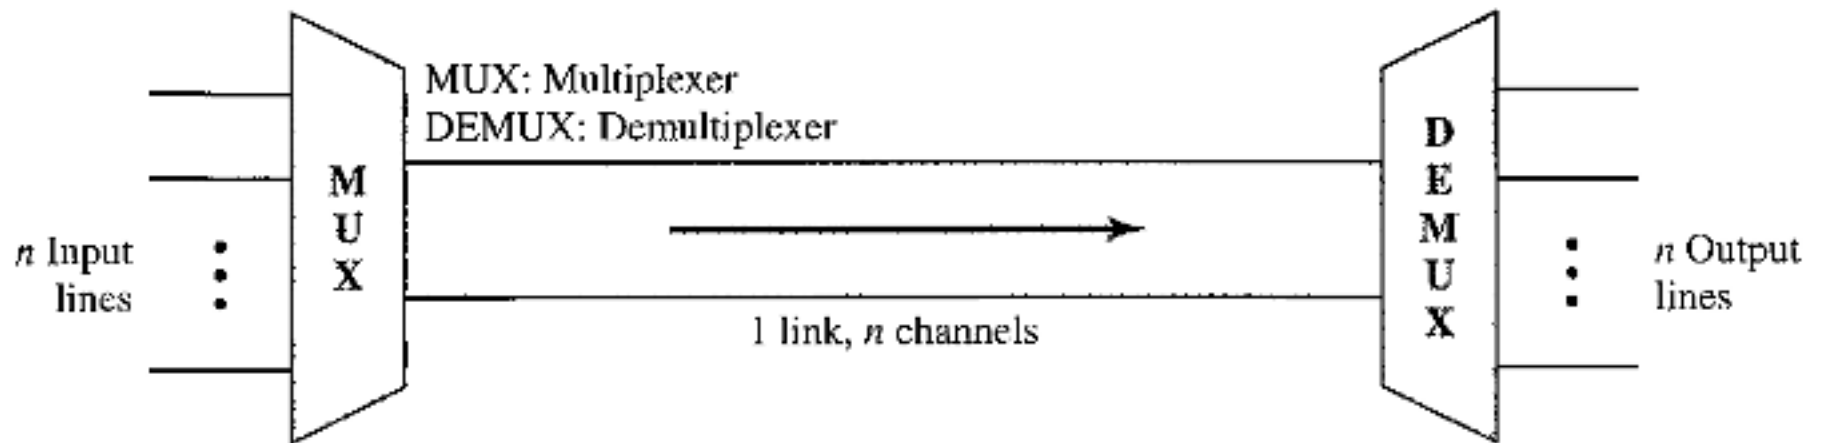 MUX: Multiplexer
DEMUX: Demultiplexer
M
U
X
D
E
M
U
X
n Input
lines
n Output
lines
1 link, n channels